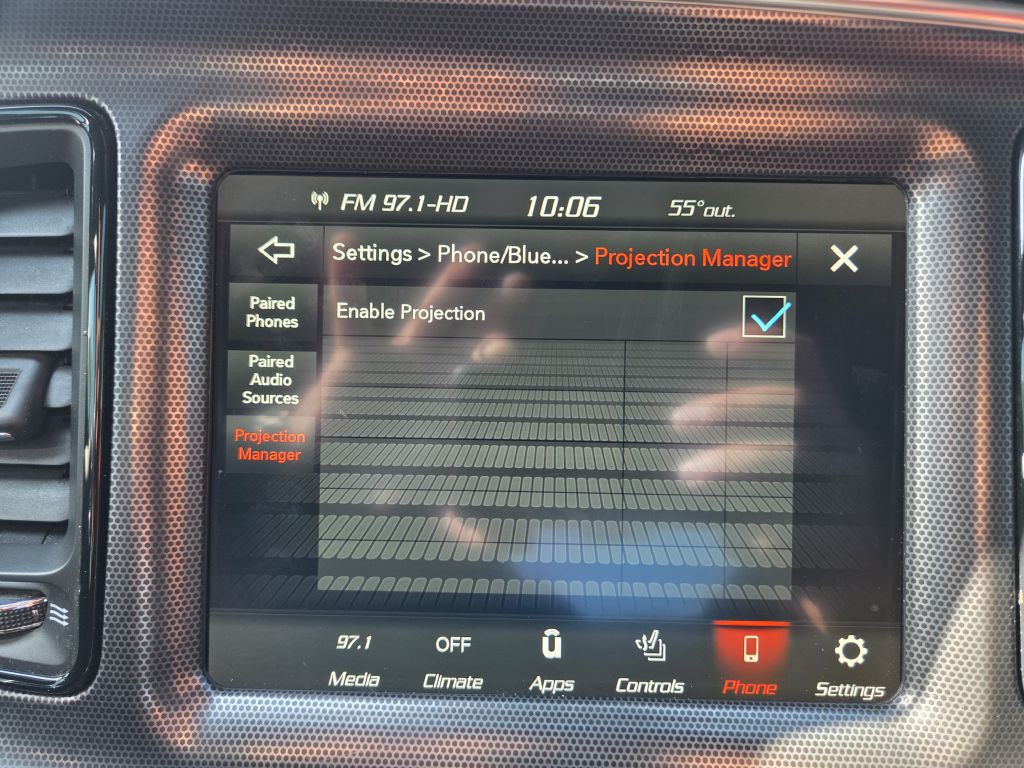 FM 97.1-HD 10:06 55°out.
Settings > Phone/Blue... > Projection Manager
Enable Projection
Paired
Phones
Paired
Audio
Sources
Projection
Manager
97.1 OFF
Media Climate Apps Controls Phone Settings